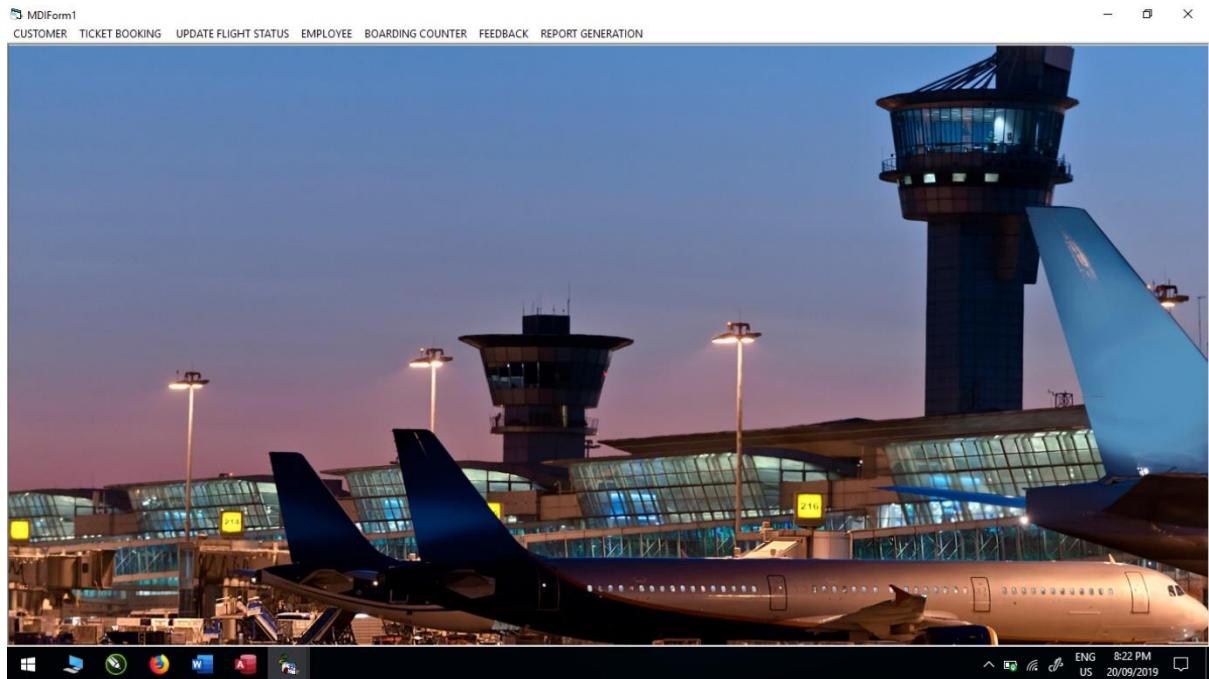 MDIForm1
CUSTOMER TICKET BOOKING UPDATE FLIGHT STATUS EMPLOYEE BOARDING COUNTER FEEDBACK REPORT GENERATION
214
216
W
A
ENG 8:22 PM
US 20/09/2019